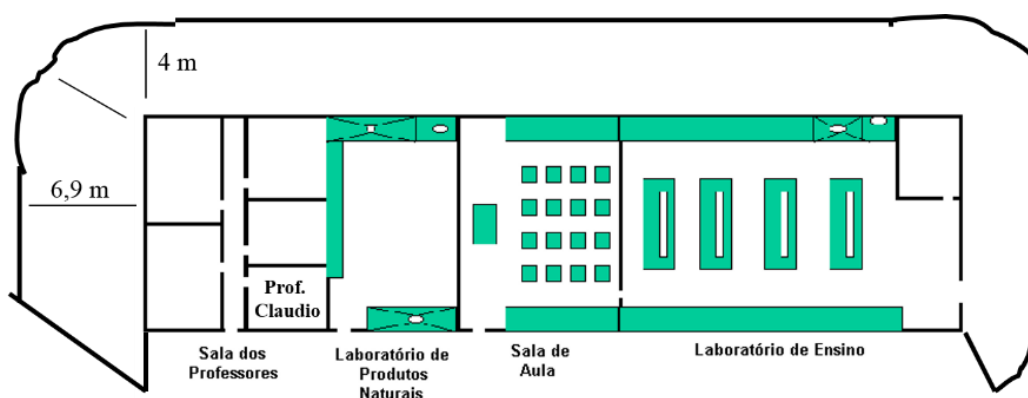 4 m
6,9 m
Prof.
Claudio
Sala dos
Professores
Laboratório de
Produtos
Naturais
Sala de
Aula
Laboratório de Ensino